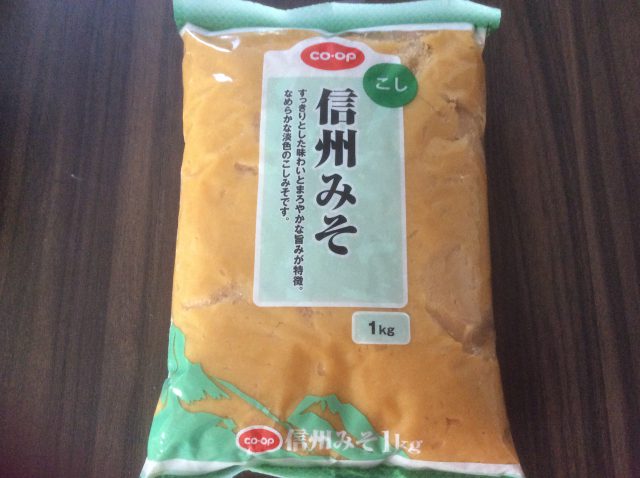 CO·OP
こし
信州みそ
すっきりとした味わいとまろやかな旨みが特徴。
なめらかな淡色のこしみそです。
1kg
CO·OP 信州みそ1kg